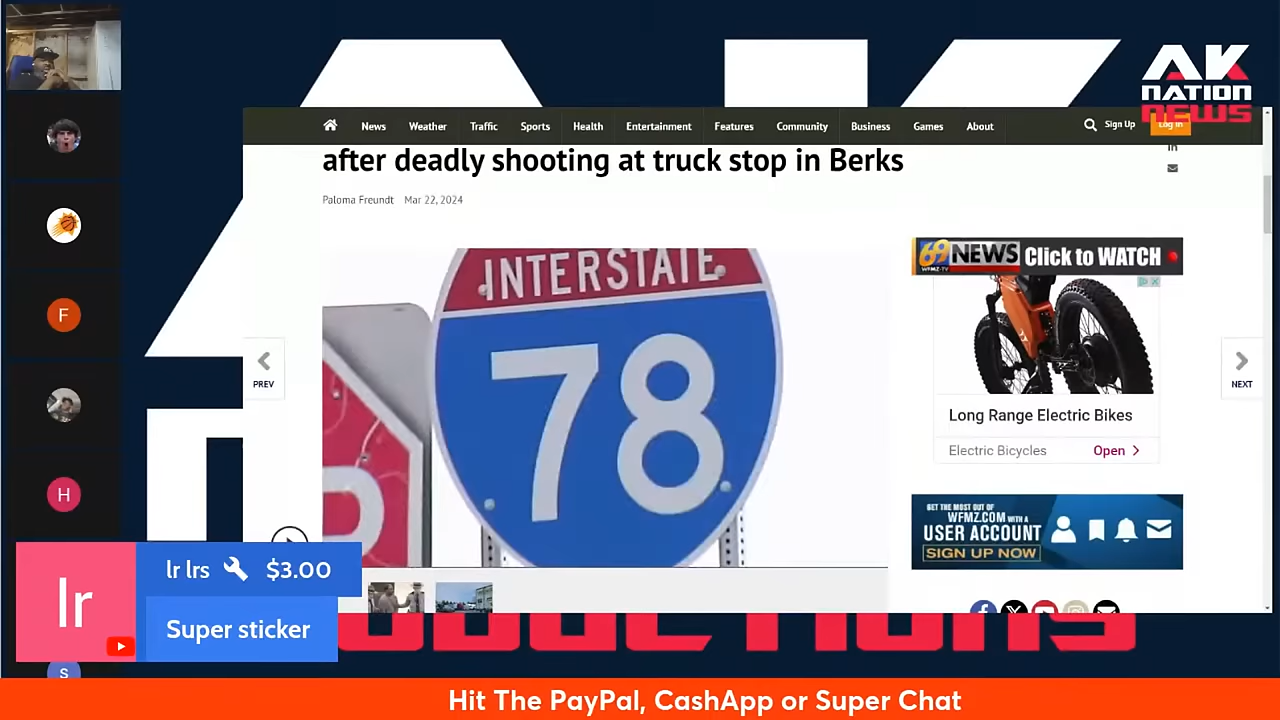 AK
NATION
NEWS
News
Weather
Traffic
Sports
Health
Entertainment
Features
Community
Business
Games
About
Sign Up
Log In
after deadly shooting at truck stop in Berks
in
Paloma Freundt Mar 22, 2024
INTERSTATE
78
P
69 NEWS Click to WATCH
WFMZ-TV
PREV
NEXT
Long Range Electric Bikes
Electric Bicycles
Open
GET THE MOST OUT OF
WFMZ.COM WITH A
USER ACCOUNT
SIGN UP NOW
F
H
S
lr
lr lrs $3.00
Super sticker
Hit The PayPal, CashApp or Super Chat